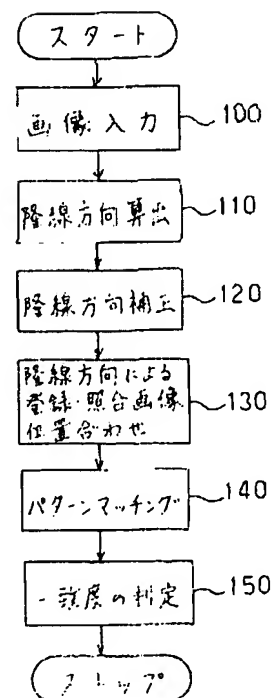 スタート
画像入力
100
隆線方向算出
110
隆線方向補正
120
隆線方向による
登録・照合画像
位置合わせ
130
パターンマッチング
140
一致度の判定
150
ストップ